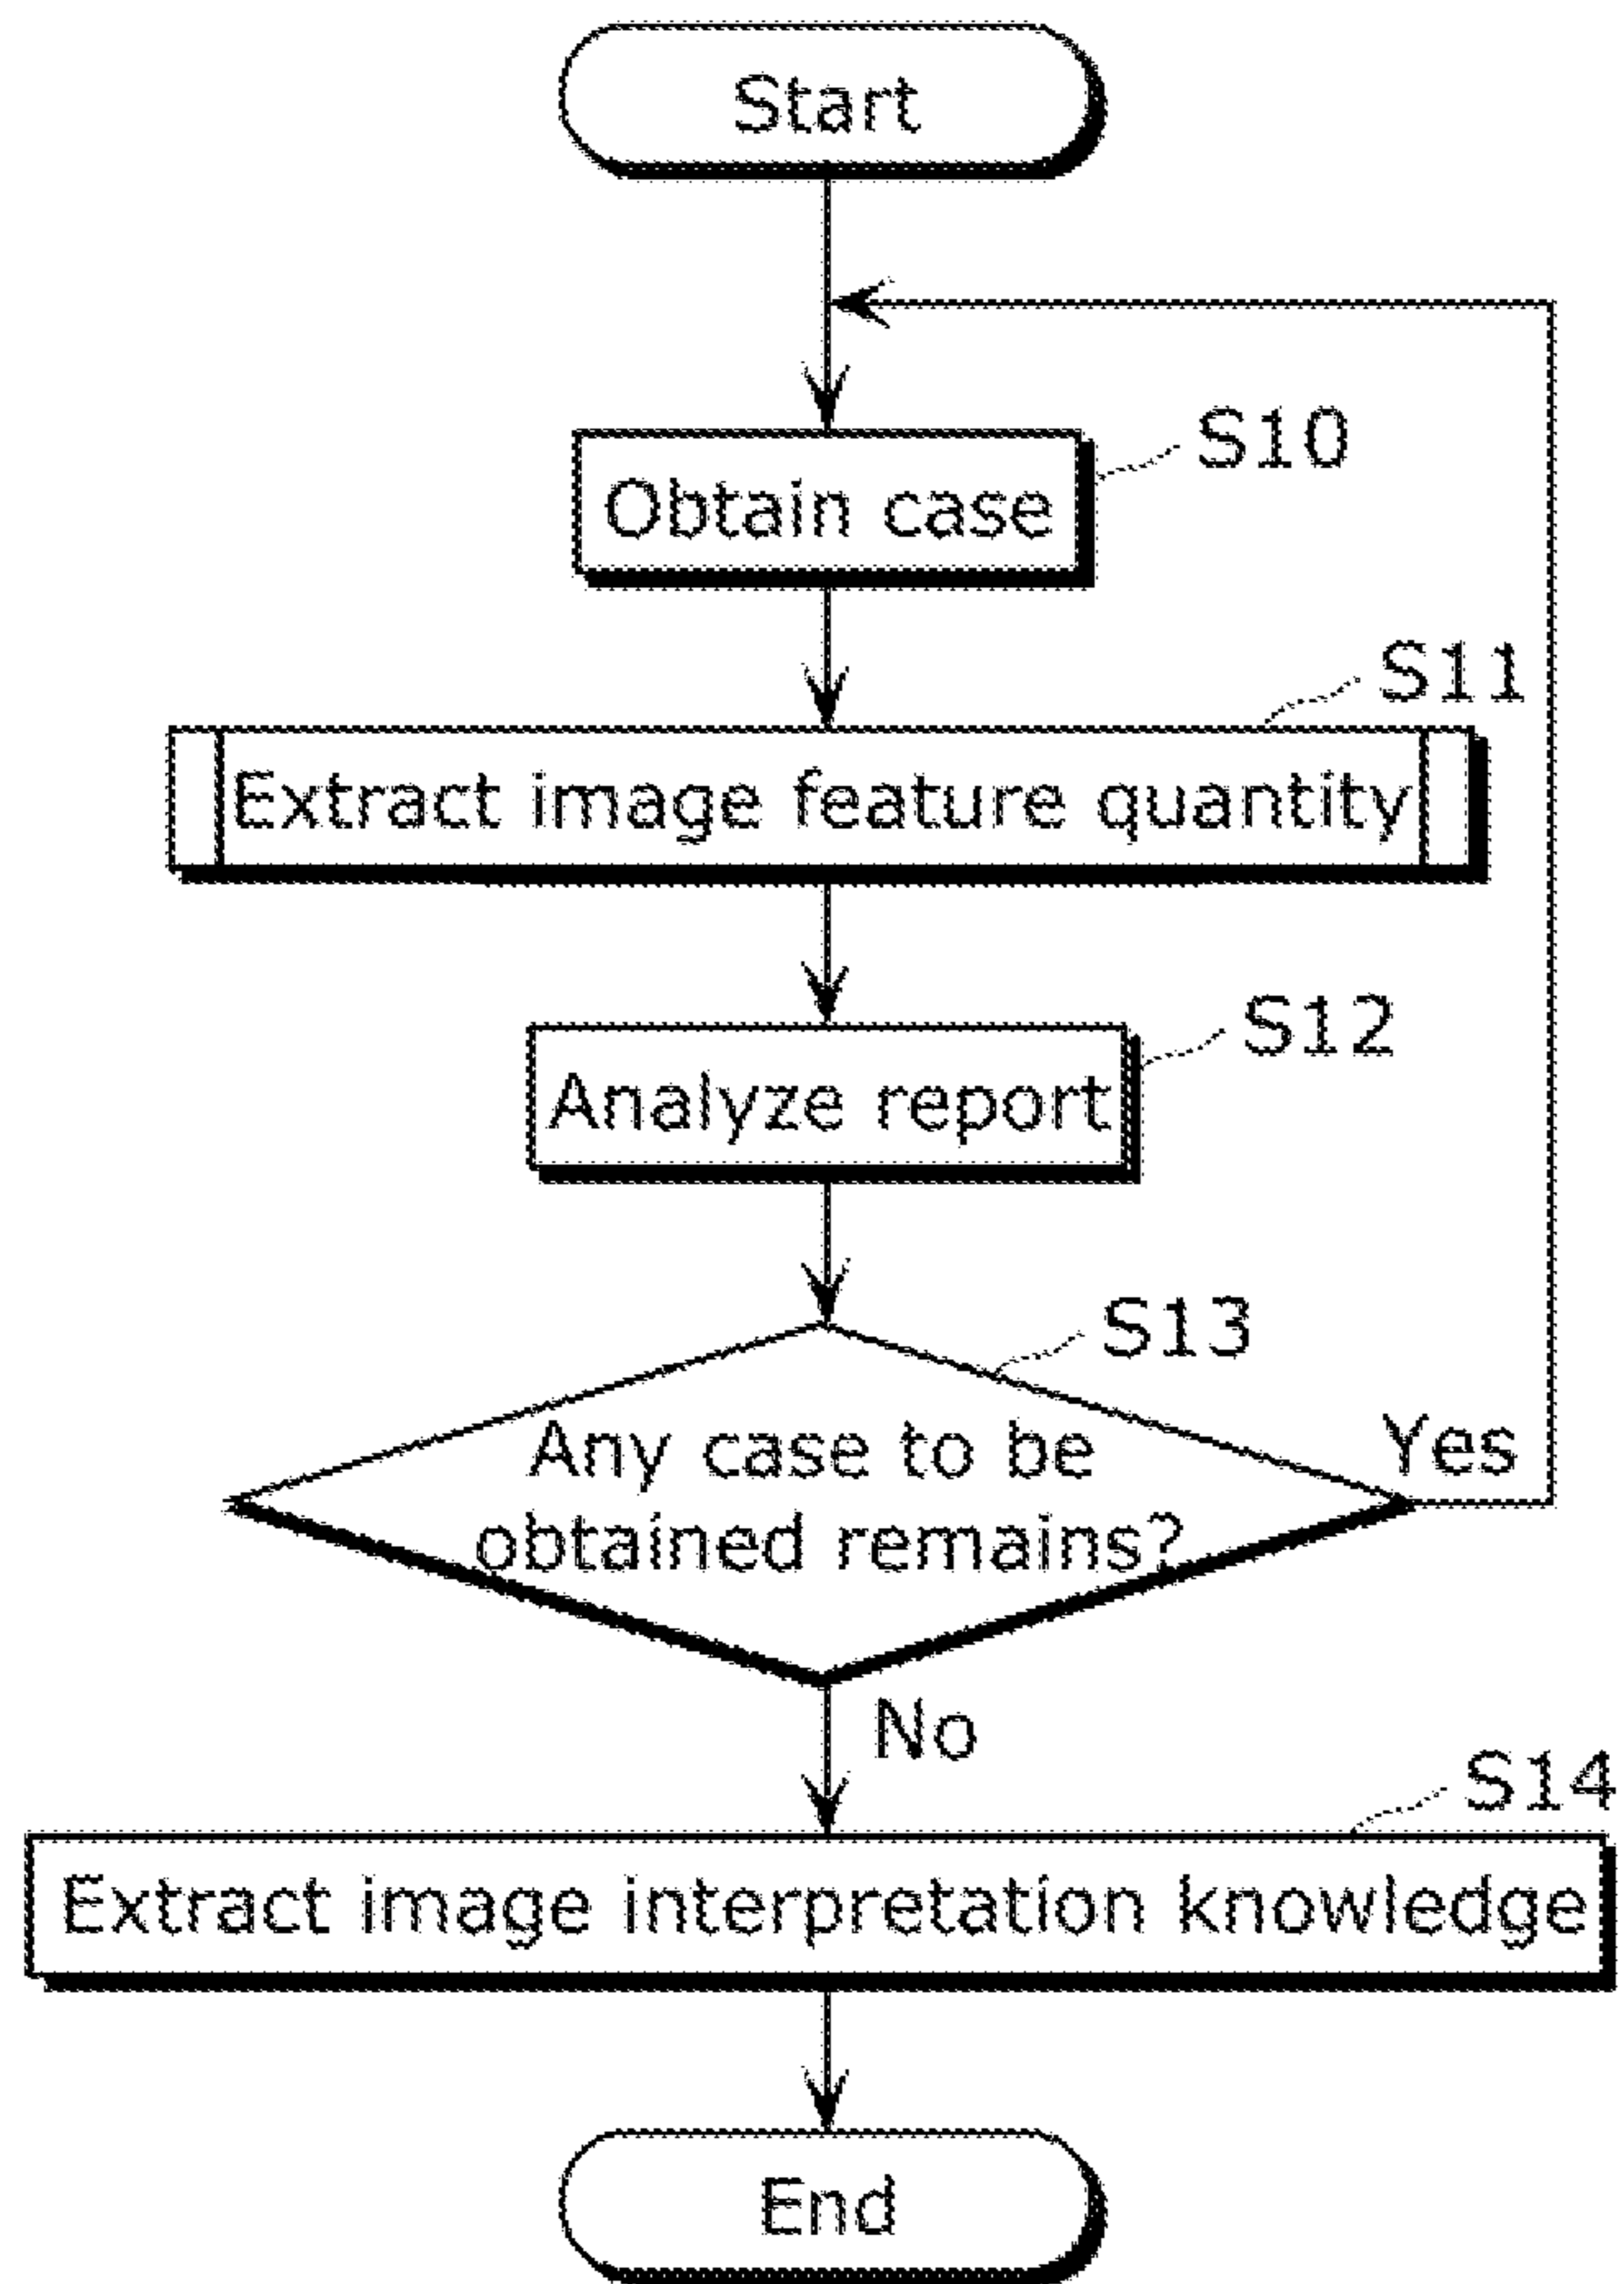 Start
S10
Obtain case
S11
Extract image feature quantity
S12
Analyze report
S13
Any case to be
obtained remains?
Yes
No
S14
Extract image interpretation knowledge
End